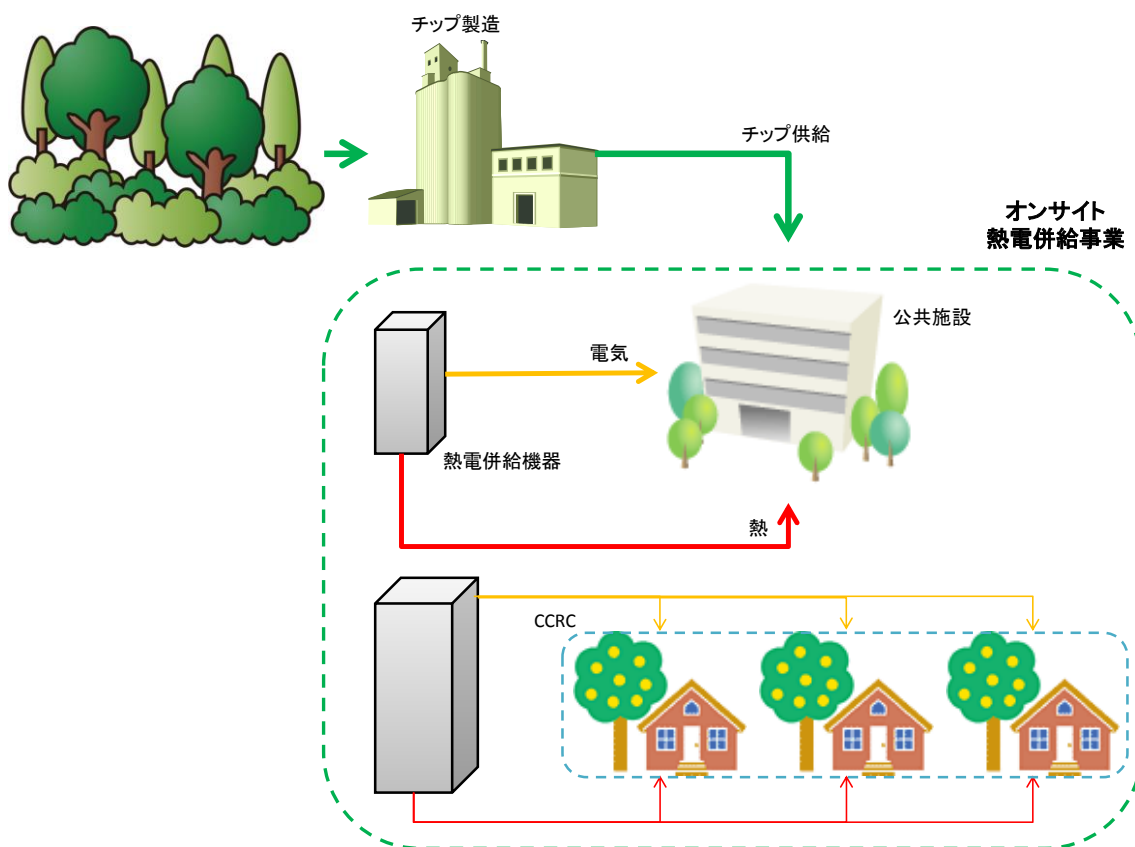 チップ製造
チップ供給
オンサイト
熱電併給事業
公共施設
電気
熱電併給機器
熱
CCRC